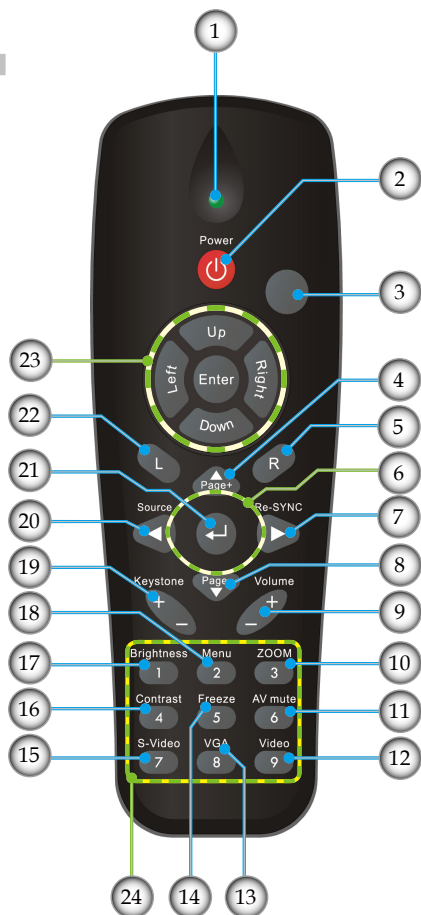 1
2
Power
3
Up
23
Left Enter Right
4
Down
22
5
L R
21
Page+
6
Source Re-SYNC
20
7
Page-
8
19
Keystone Volume
+ +
18
9
- -
Brightness Menu ZOOM
17
1 2 3
10
Contrast Freeze AV mute
16
4 5 6
11
S-Video VGA Video
15
7 8 9
12
24 14 13